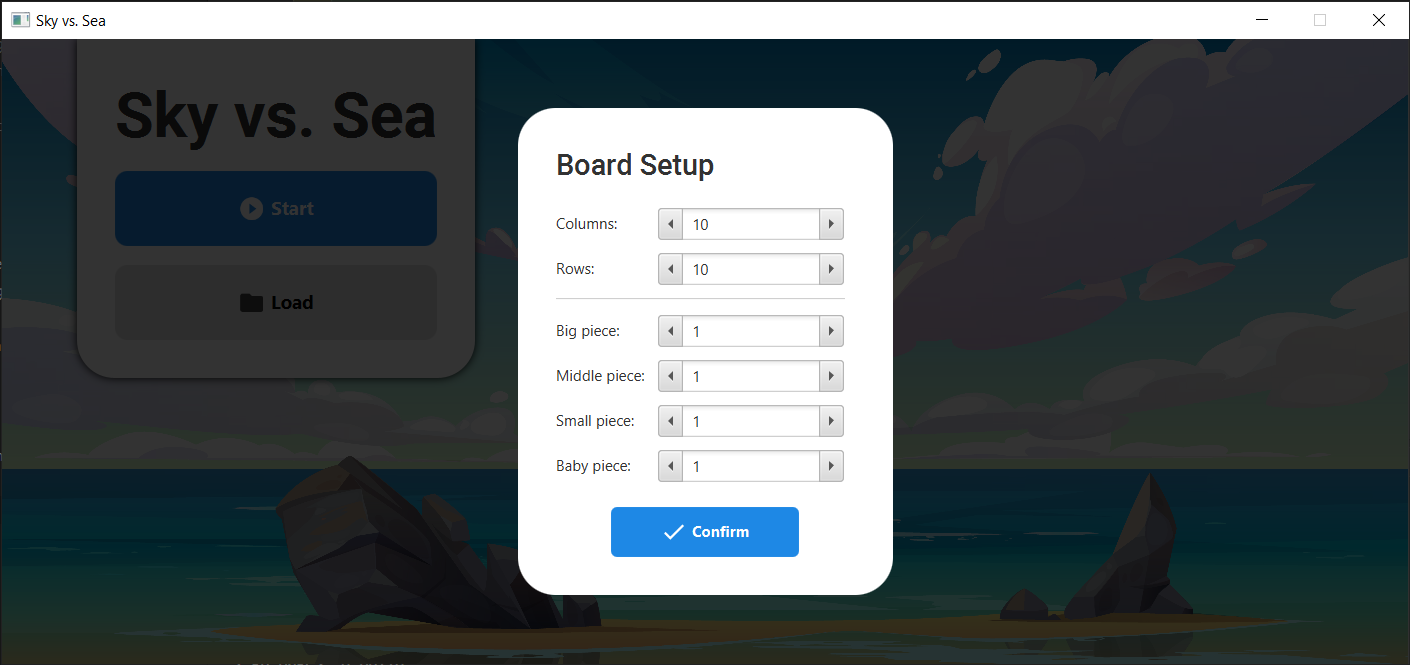 Sky vs. Sea
Sky vs. Sea
Start
Load
Board Setup
Columns: 10
Rows: 10
Big piece: 1
Middle piece: 1
Small piece: 1
Baby piece: 1
Confirm